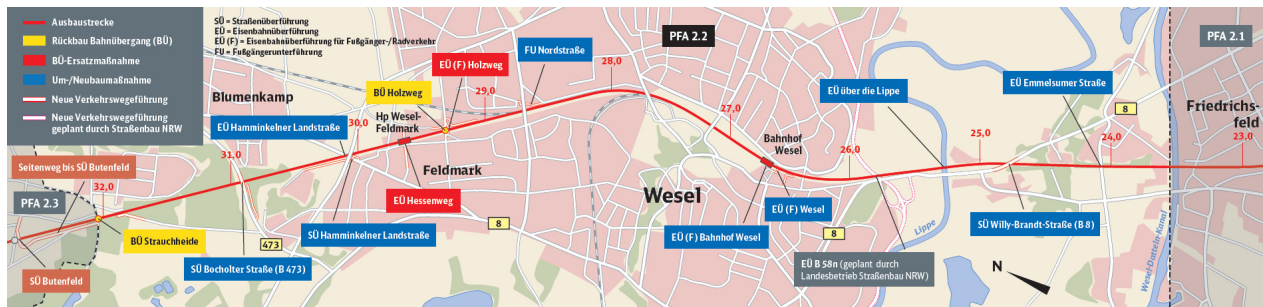 Ausbaustrecke
Rückbau Bahnübergang (BÜ)
BÜ-Ersatzmaßnahme
Um-/Neubaumaßnahme
Neue Verkehrswegeführung
Neue Verkehrswegeführung
geplant durch Straßenbau NRW
SÜ = Straßenüberführung
EÜ = Eisenbahnüberführung
EÜ (F) = Eisenbahnüberführung für Fußgänger-/Radverkehr
FU = Fußgängerunterführung
PFA 2.2
PFA 2.1
EÜ (F) Holzweg
FU Nordstraße
28,0
BÜ Holzweg
29,0
Blumenkamp
EÜ Hamminkelner Landstraße
30,0
Hp Wesel-
Feldmark
27,0
Bahnhof
Wesel
EÜ über die Lippe
EÜ Emmelsumer Straße
8
Friedrichs-
feld
23,0
24,0
25,0
26,0
Seitenweg bis SÜ Butenfeld
31,0
32,0
Feldmark
PFA 2.3
EÜ Hessenweg
Wesel
EÜ (F) Wesel
8
SÜ Hamminkelner Landstraße
EÜ (F) Bahnhof Wesel
8
Lippe
SÜ Willy-Brandt-Straße (B 8)
BÜ Strauchheide
473
SÜ Bocholter Straße (B 473)
SÜ Butenfeld
EÜ B 58n (geplant durch
Landesbetrieb Straßenbau NRW)
N
Lippe
Wesel-Datteln-Kanal